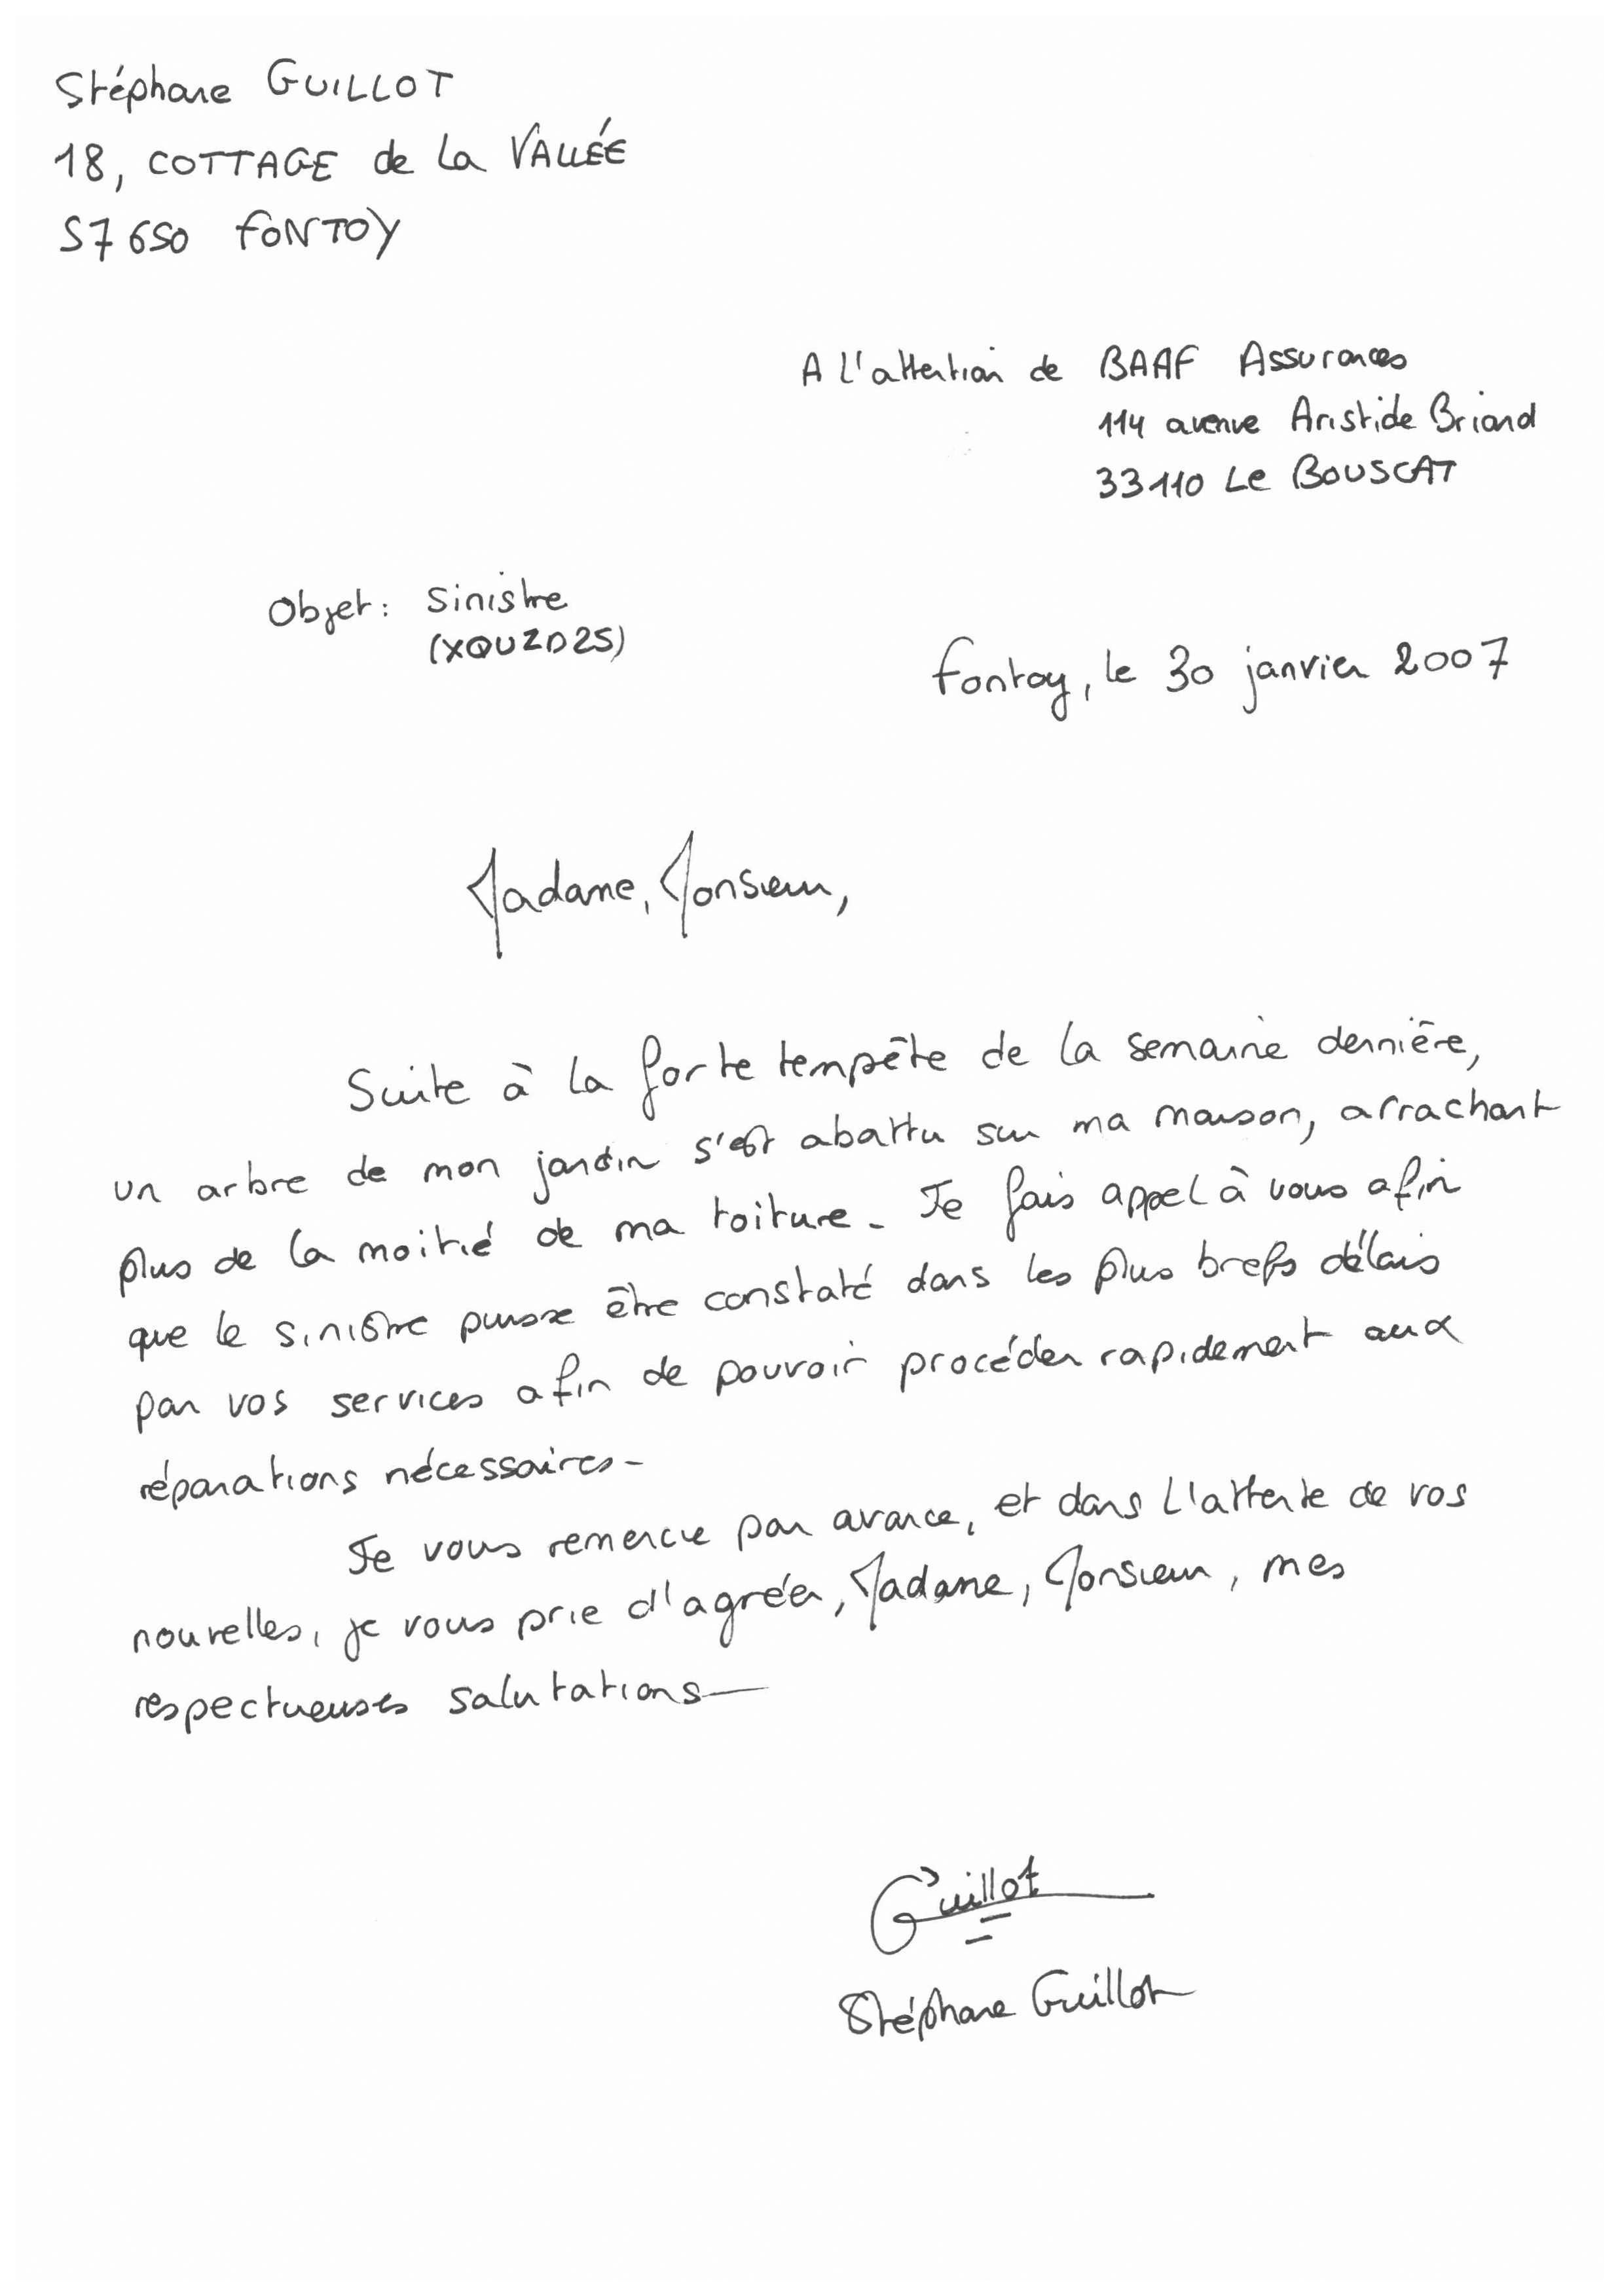 Stéphane GUILLOT
18, COTTAGE de la VALLÉE
57650 FONTOY
A l'attention de BAAF Assurances
114 avenue Aristide Briand
33110 Le BOUSCAT
Objet : Sinistre
(XQUZD25)
Fontoy, le 30 janvier 2007
Madame, Monsieur,
Suite à la forte tempête de la semaine dernière,
un arbre de mon jardin s'est abattu sur ma maison, arrachant
plus de la moitié de ma toiture. Je fais appel à vous afin
que le sinistre puisse être constaté dans les plus brefs délais
par vos services afin de pouvoir procéder rapidement aux
réparations nécessaires.
Je vous remercie par avance, et dans l'attente de vos
nouvelles, je vous prie d'agréer, Madame, Monsieur, mes
respectueuses salutations.
Guillot
Stéphane Guillot